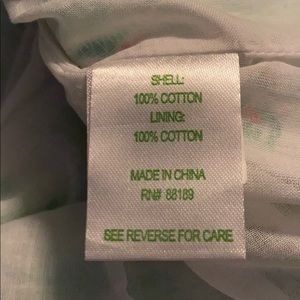 SHELL:
100% COTTON
LINING:
100% COTTON
MADE IN CHINA
RN# 88189
SEE REVERSE FOR CARE